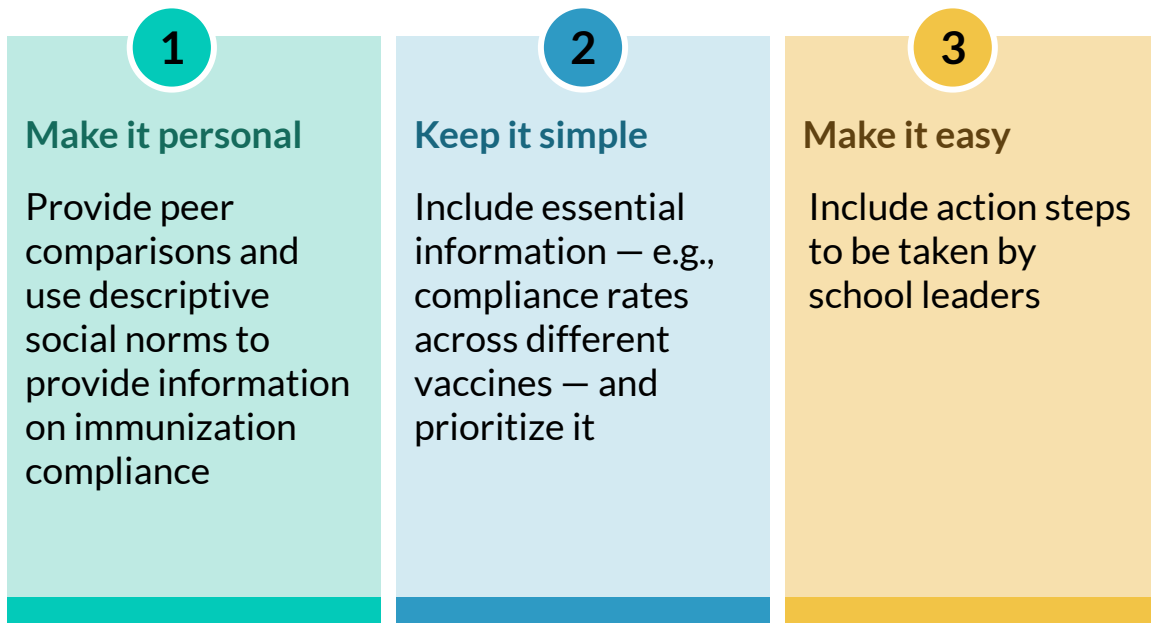 1
Make it personal
Provide peer
comparisons and
use descriptive
social norms to
provide information
on immunization
compliance
2
Keep it simple
Include essential
information — e.g.,
compliance rates
across different
vaccines — and
prioritize it
3
Make it easy
Include action steps
to be taken by
school leaders